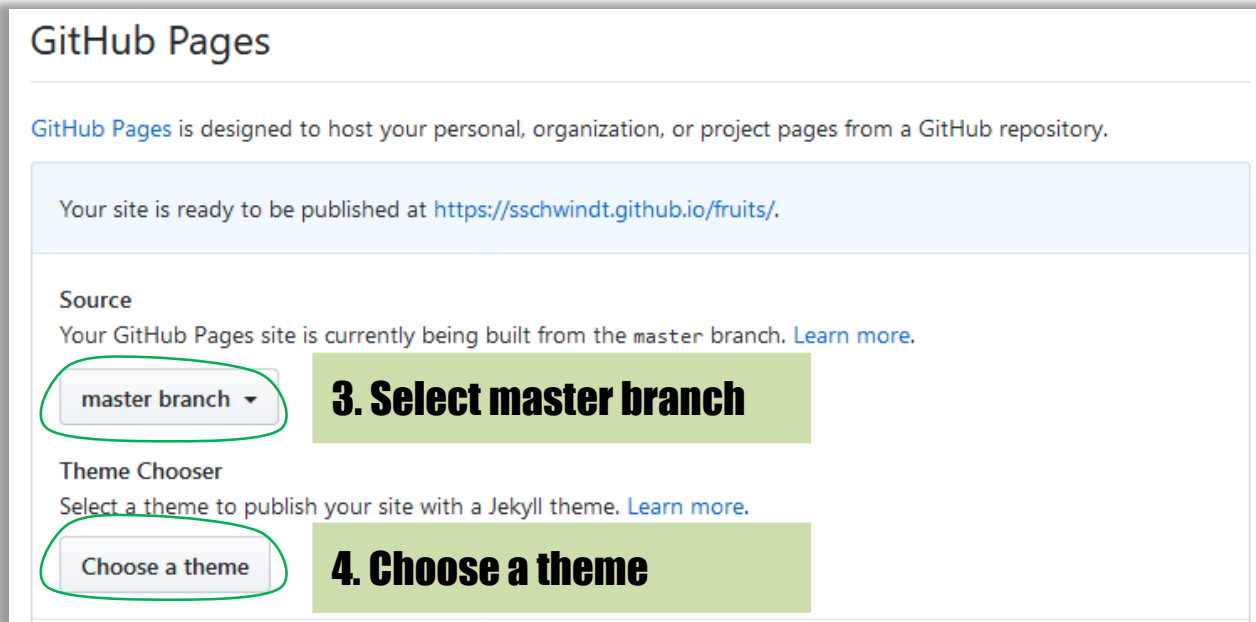 GitHub Pages
GitHub Pages is designed to host your personal, organization, or project pages from a GitHub repository.
Your site is ready to be published at https://sschwindt.github.io/fruits/.
Source
Your GitHub Pages site is currently being built from the master branch. Learn more.
master branch
3. Select master branch
Theme Chooser
Select a theme to publish your site with a Jekyll theme. Learn more.
Choose a theme
4. Choose a theme